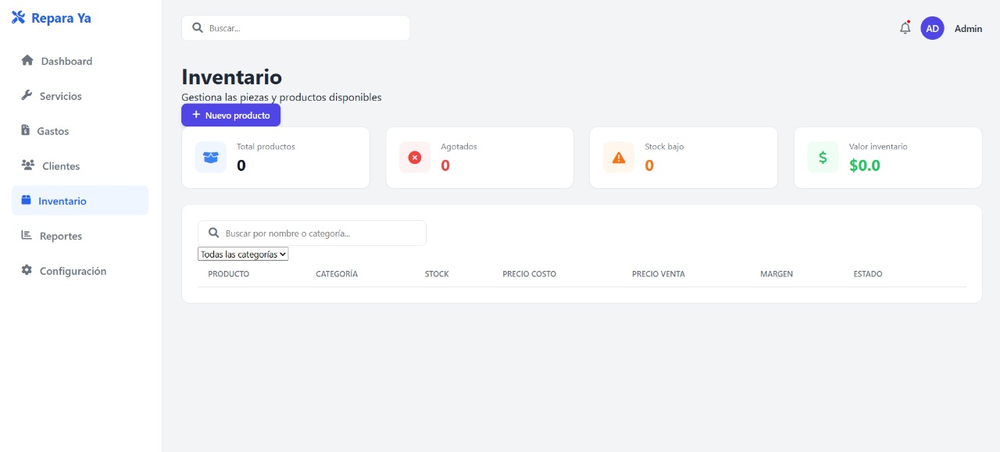 Repara Ya
Buscar...
AD
Admin
Dashboard
Servicios
Gastos
Clientes
Inventario
Reportes
Configuración
Inventario
Gestiona las piezas y productos disponibles
+ Nuevo producto
Total productos
0
Agotados
0
Stock bajo
0
Valor inventario
$0.0
Buscar por nombre o categoría...
Todas las categorías
PRODUCTO CATEGORÍA STOCK PRECIO COSTO PRECIO VENTA MARGEN ESTADO